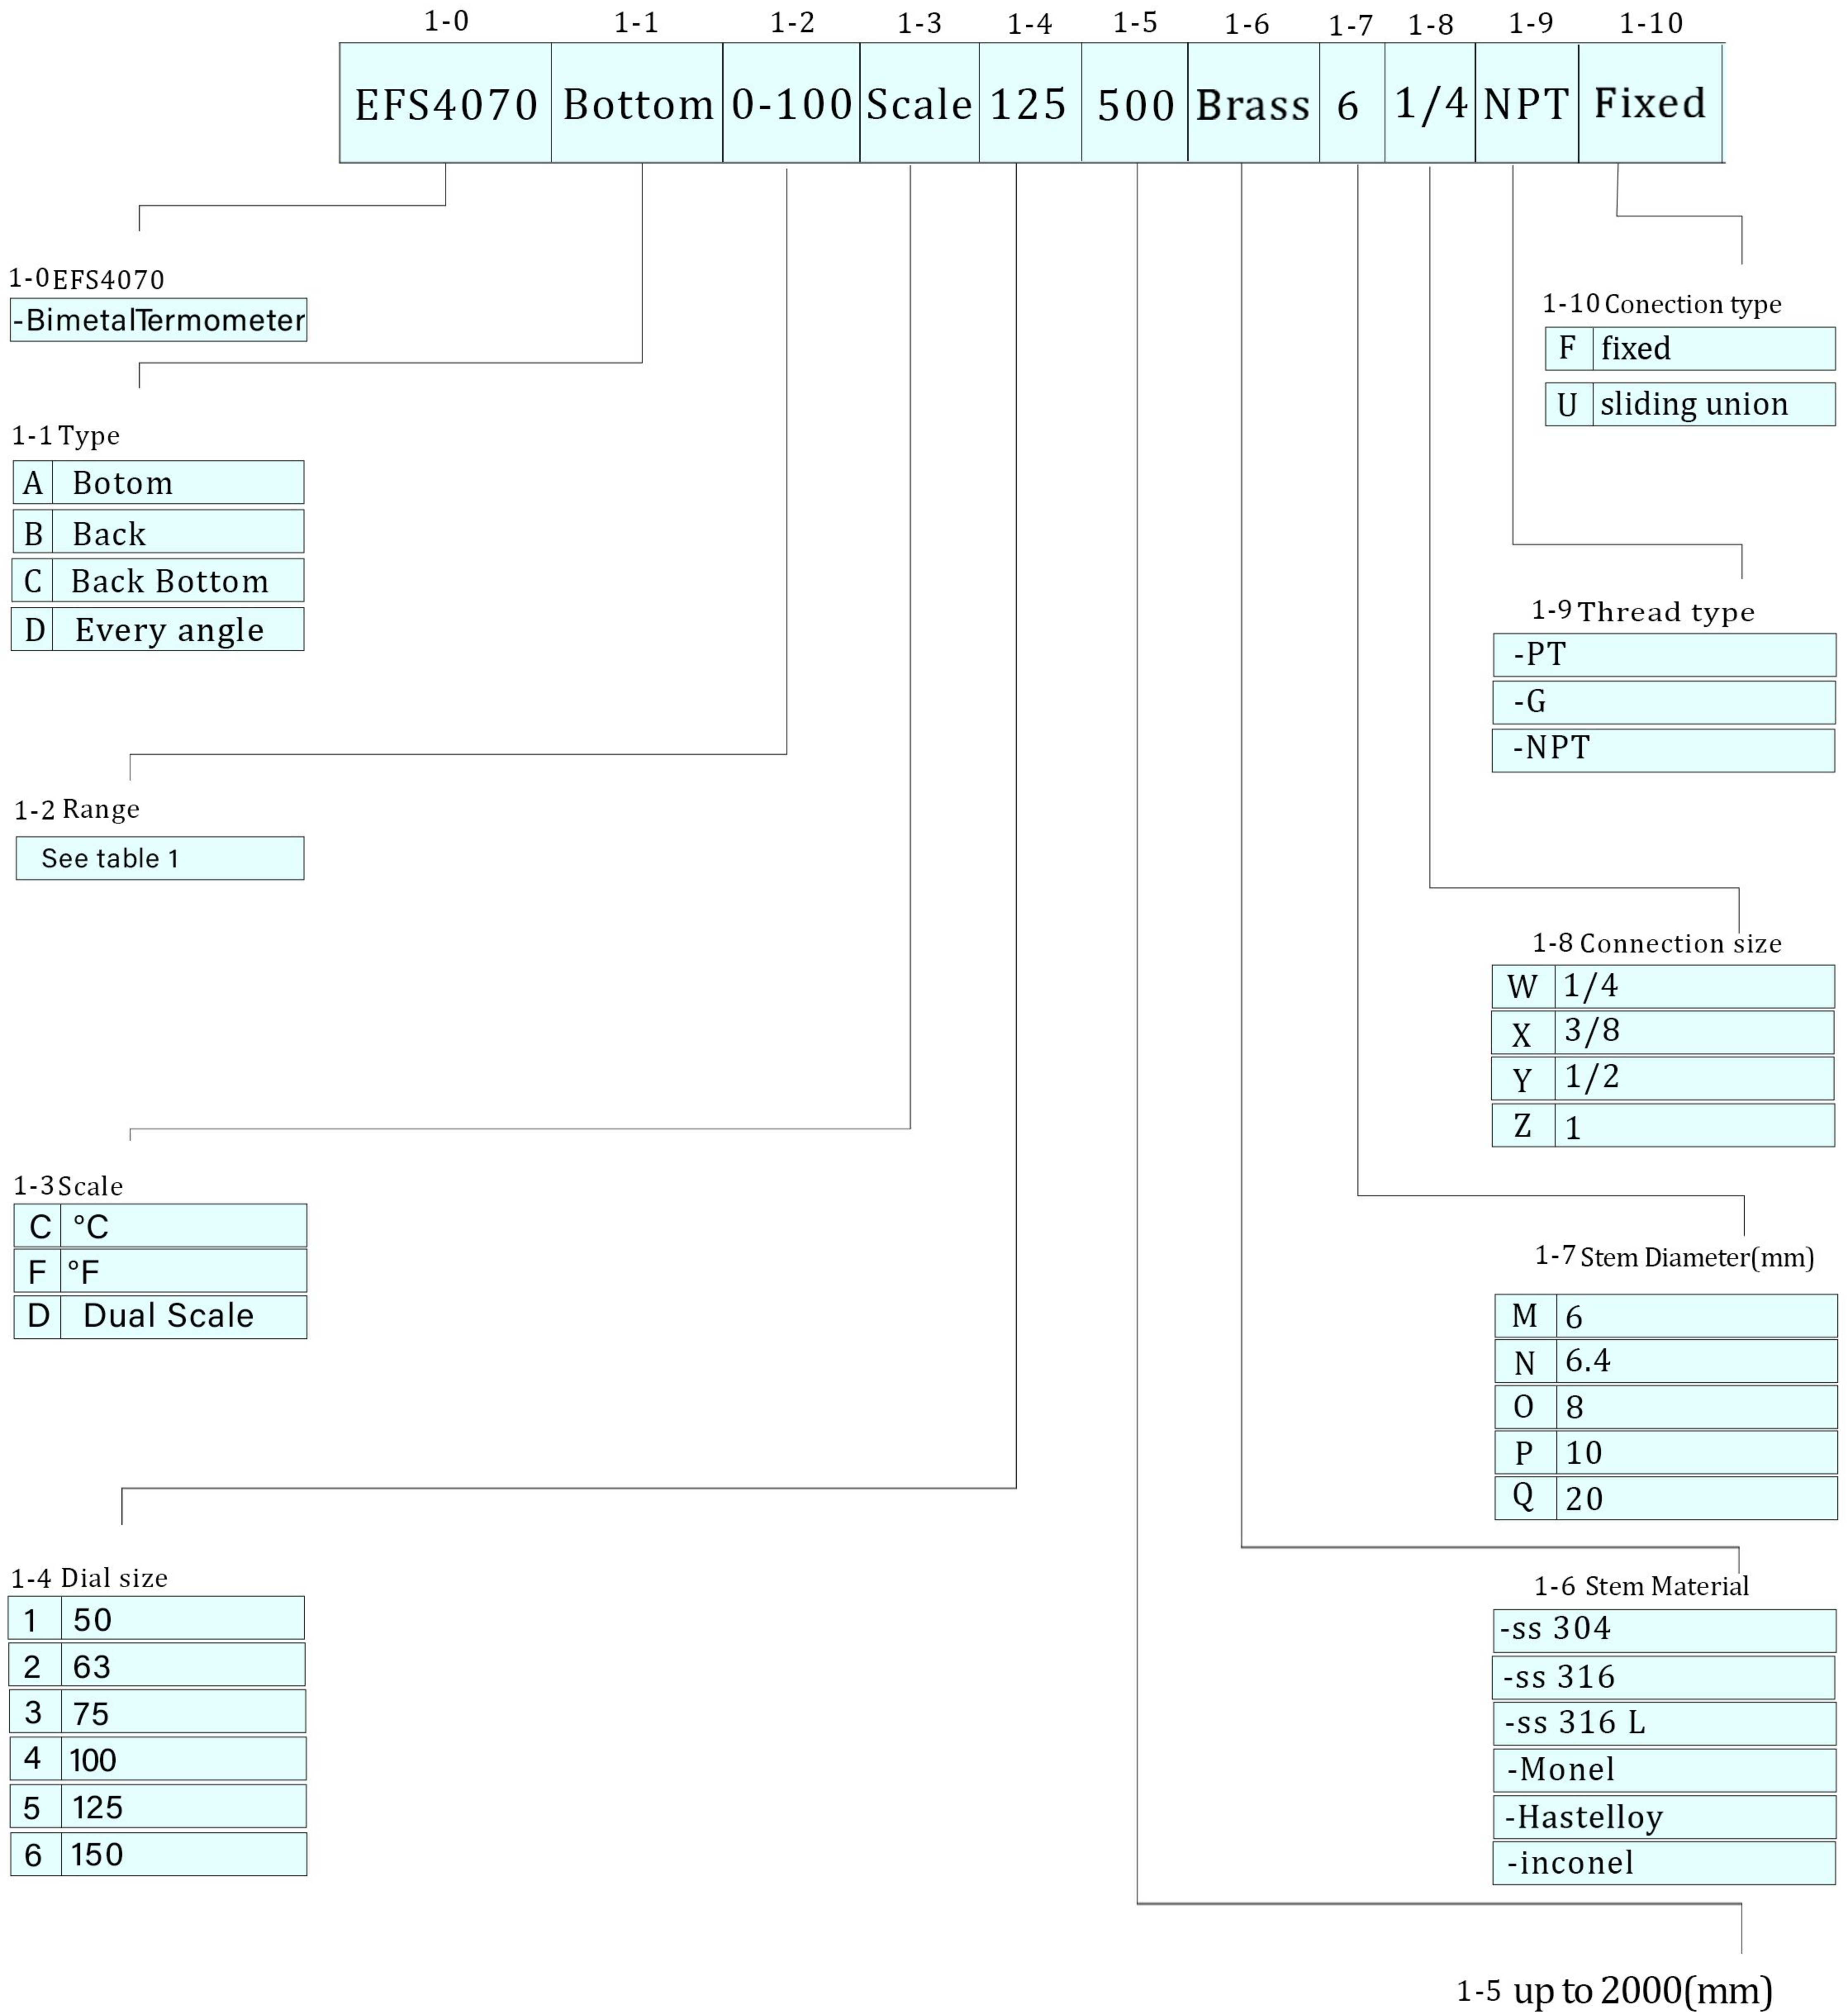 1-0 1-1 1-2 1-3 1-4 1-5 1-6 1-7 1-8 1-9 1-10
EFS4070 Bottom 0-100 Scale 125 500 Brass 6 1/4 NPT Fixed
1-0 EFS4070
-BimetalTermometer
1-1 Type
A Botom
B Back
C Back Bottom
D Every angle
1-2 Range
See table 1
1-3 Scale
C °C
F °F
D Dual Scale
1-4 Dial size
1 50
2 63
3 75
4 100
5 125
6 150
1-10 Conection type
F fixed
U sliding union
1-9 Thread type
-PT
-G
-NPT
1-8 Connection size
W 1/4
X 3/8
Y 1/2
Z 1
1-7 Stem Diameter(mm)
M 6
N 6.4
O 8
P 10
Q 20
1-6 Stem Material
-ss 304
-ss 316
-ss 316 L
-Monel
-Hastelloy
-inconel
1-5 up to 2000(mm)